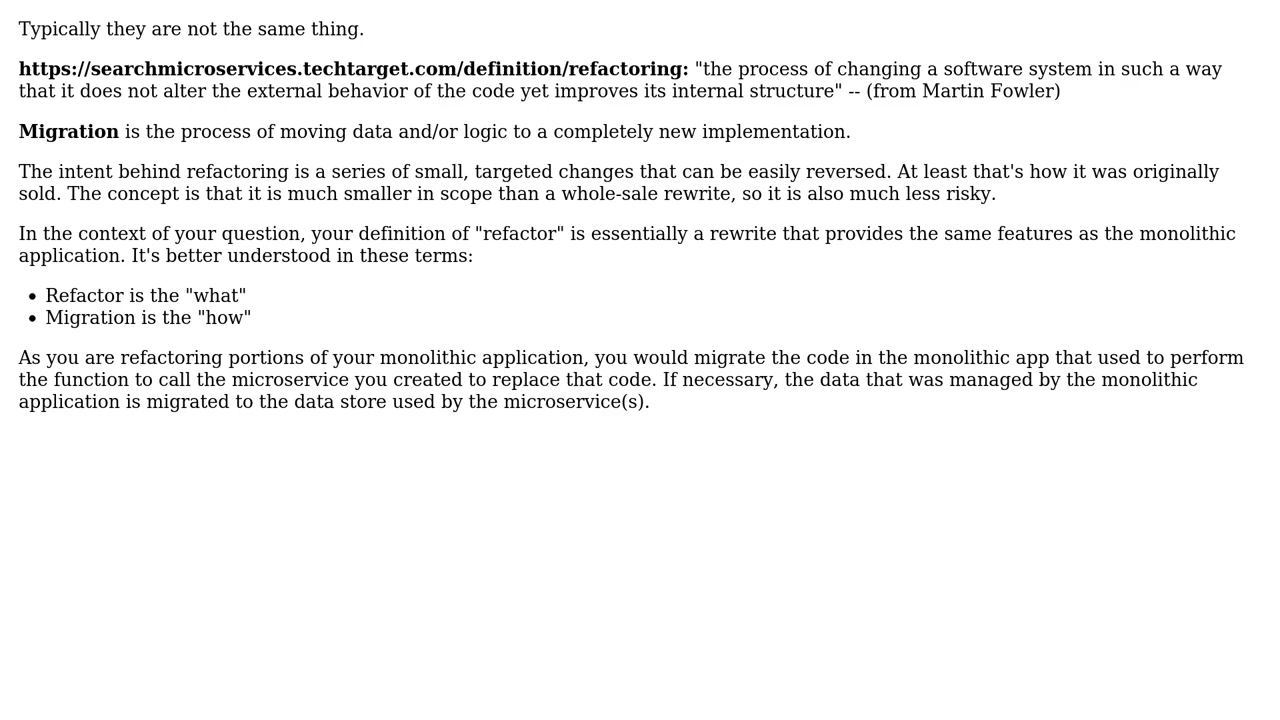 Typically they are not the same thing.
https://searchmicroservices.techtarget.com/definition/refactoring: "the process of changing a software system in such a way
that it does not alter the external behavior of the code yet improves its internal structure" -- (from Martin Fowler)
Migration is the process of moving data and/or logic to a completely new implementation.
The intent behind refactoring is a series of small, targeted changes that can be easily reversed. At least that's how it was originally
sold. The concept is that it is much smaller in scope than a whole-sale rewrite, so it is also much less risky.
In the context of your question, your definition of "refactor" is essentially a rewrite that provides the same features as the monolithic
application. It's better understood in these terms:
• Refactor is the "what"
• Migration is the "how"
As you are refactoring portions of your monolithic application, you would migrate the code in the monolithic app that used to perform
the function to call the microservice you created to replace that code. If necessary, the data that was managed by the monolithic
application is migrated to the data store used by the microservice(s).